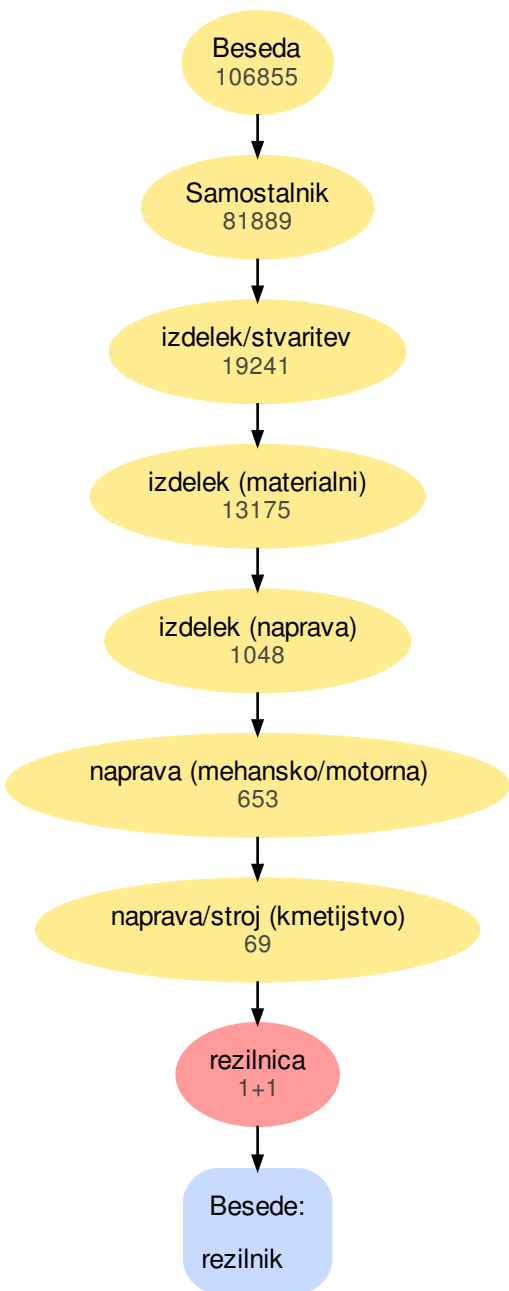 Beseda
106855
Samostalnik
81889
izdelek/stvaritev
19241
izdelek (materialni)
13175
izdelek (naprava)
1048
naprava (mehansko/motorna)
653
naprava/stroj (kmetijstvo)
69
rezilnica
1+1
Besede:
rezilnik